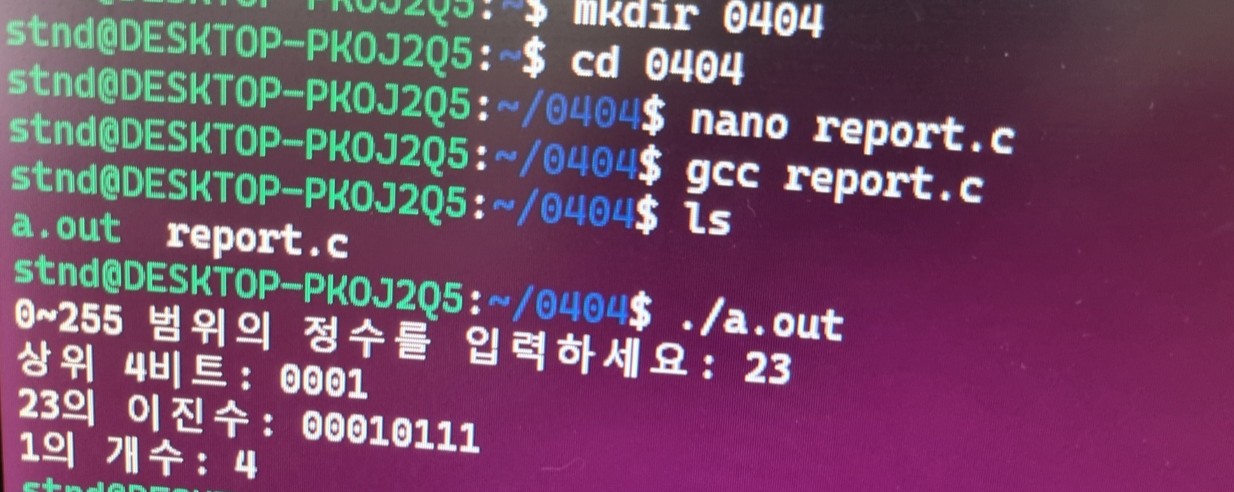 stnd@DESKTOP-PKOJ2Q5:~$ mkdir 0404
stnd@DESKTOP-PKOJ2Q5:~$ cd 0404
stnd@DESKTOP-PKOJ2Q5:~/0404$ nano report.c
stnd@DESKTOP-PKOJ2Q5:~/0404$ gcc report.c
stnd@DESKTOP-PKOJ2Q5:~/0404$ ls
a.out  report.c
stnd@DESKTOP-PKOJ2Q5:~/0404$ ./a.out
0~255 범위의 정수를 입력하세요: 23
상위 4비트: 0001
23의 이진수: 00010111
1의 개수: 4